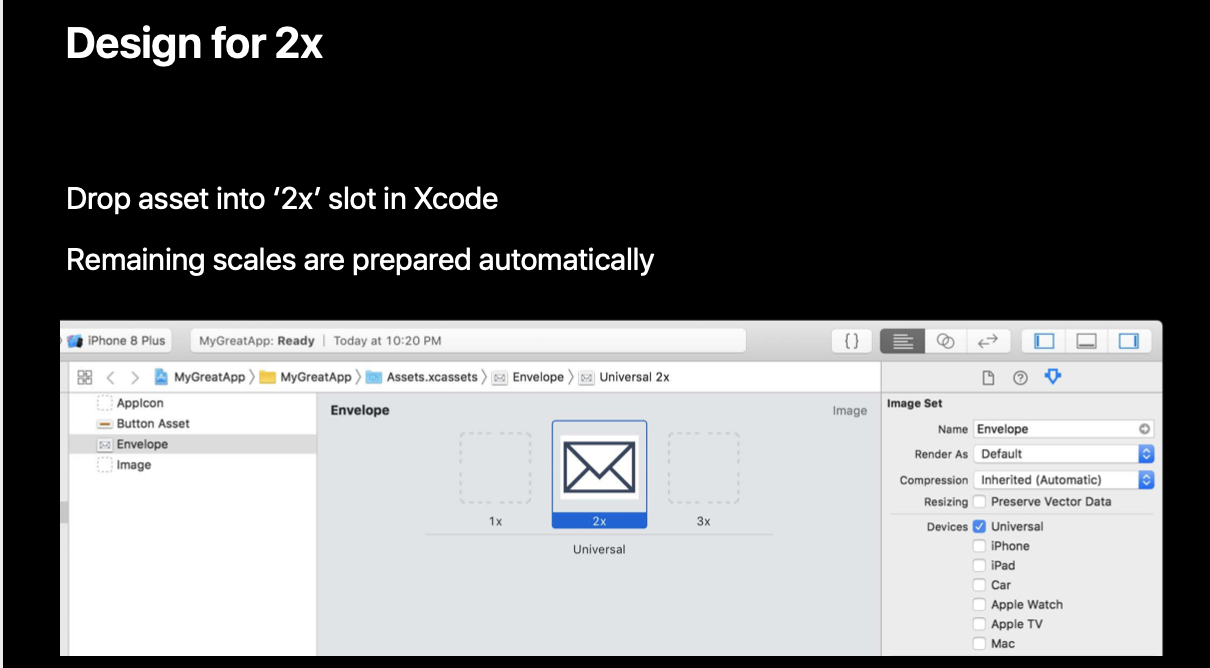 Design for 2x
Drop asset into ‘2x’ slot in Xcode
Remaining scales are prepared automatically
iPhone 8 Plus
MyGreatApp: Ready | Today at 10:20 PM
{ }
MyGreatApp 〉 MyGreatApp 〉 Assets.xcassets 〉 Envelope 〉 Universal 2x
AppIcon
Button Asset
Envelope
Image
Envelope
Image
1x
2x
3x
Universal
Image Set
Name Envelope
Render As Default
Compression Inherited (Automatic)
Resizing Preserve Vector Data
Devices Universal
iPhone
iPad
Car
Apple Watch
Apple TV
Mac